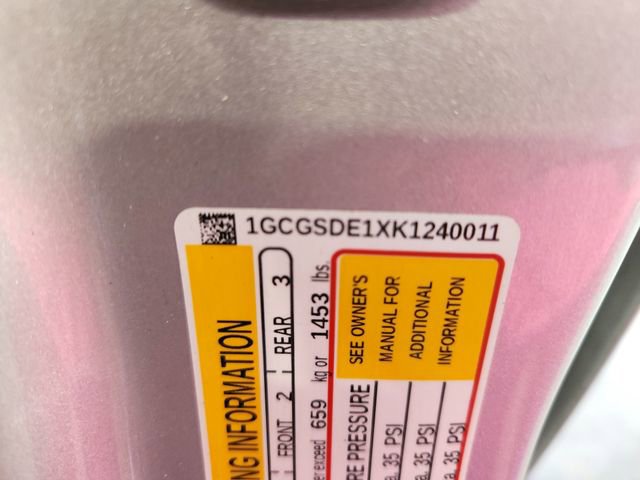 1GCGSDE1XK1240011
NG INFORMATION
FRONT 2 REAR 3
er exceed 659 kg or 1453 lbs.
RE PRESSURE
SEE OWNER'S
MANUAL FOR
ADDITIONAL
INFORMATION
a. 35 PSI
a. 35 PSI
a. 35 PSI